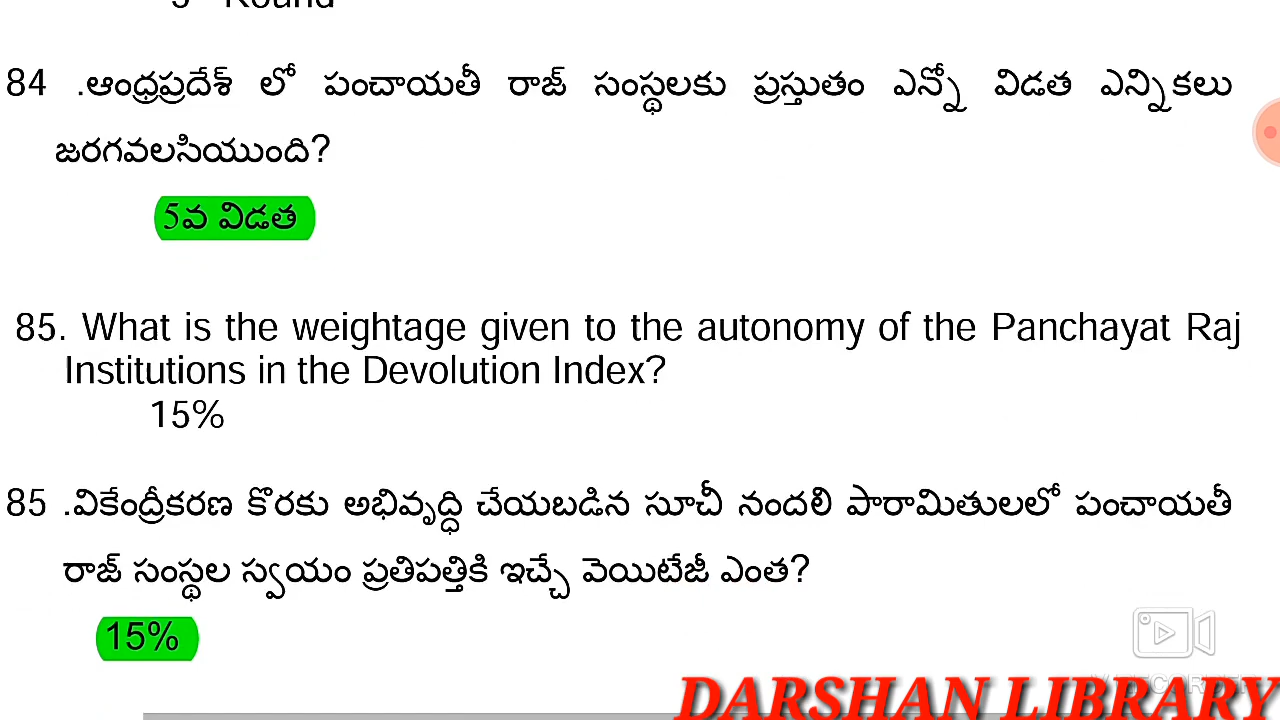 84 .ఆంధ్రప్రదేశ్ లో పంచాయతీ రాజ్ సంస్థలకు ప్రస్తుతం ఎన్నో విడత ఎన్నికలు
జరగవలసియుంది?
5వ విడత
85. What is the weightage given to the autonomy of the Panchayat Raj
Institutions in the Devolution Index?
15%
85 .వికేంద్రీకరణ కొరకు అభివృద్ధి చేయబడిన సూచీ నందలి పారామితులలో పంచాయతీ
రాజ్ సంస్థల స్వయం ప్రతిపత్తికి ఇచ్చే వెయిటేజీ ఎంత?
15%
DARSHAN LIBRARY